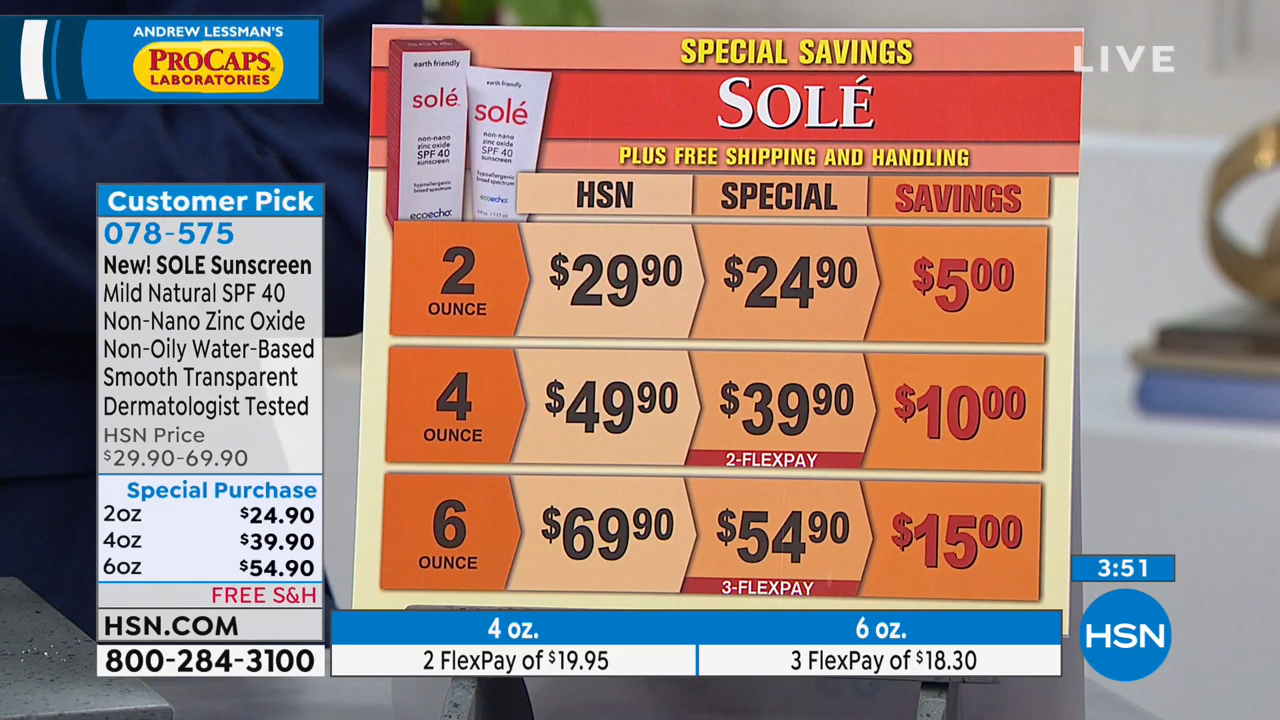 ANDREW LESSMAN'S
PROCAPS
LABORATORIES
LIVE
SPECIAL SAVINGS
SOLÉ
PLUS FREE SHIPPING AND HANDLING
earth friendly
solé
non-nano
zinc oxide
SPF 40
sunscreen
hypoallergenic
broad spectrum
ecoecho
earth friendly
solé
non-nano
zinc oxide
SPF 40
sunscreen
hypoallergenic
broad spectrum
ecoecho
HSN SPECIAL SAVINGS
2 OUNCE $29.90 $24.90 $5.00
4 OUNCE $49.90 $39.90 $10.00
2-FLEXPAY
6 OUNCE $69.90 $54.90 $15.00
3-FLEXPAY
Customer Pick
078-575
New! SOLE Sunscreen
Mild Natural SPF 40
Non-Nano Zinc Oxide
Non-Oily Water-Based
Smooth Transparent
Dermatologist Tested
HSN Price
$29.90-69.90
Special Purchase
2oz $24.90
4oz $39.90
6oz $54.90
FREE S&H
HSN.COM
800-284-3100
4 oz. 6 oz.
2 FlexPay of $19.95 3 FlexPay of $18.30
3:51
HSN